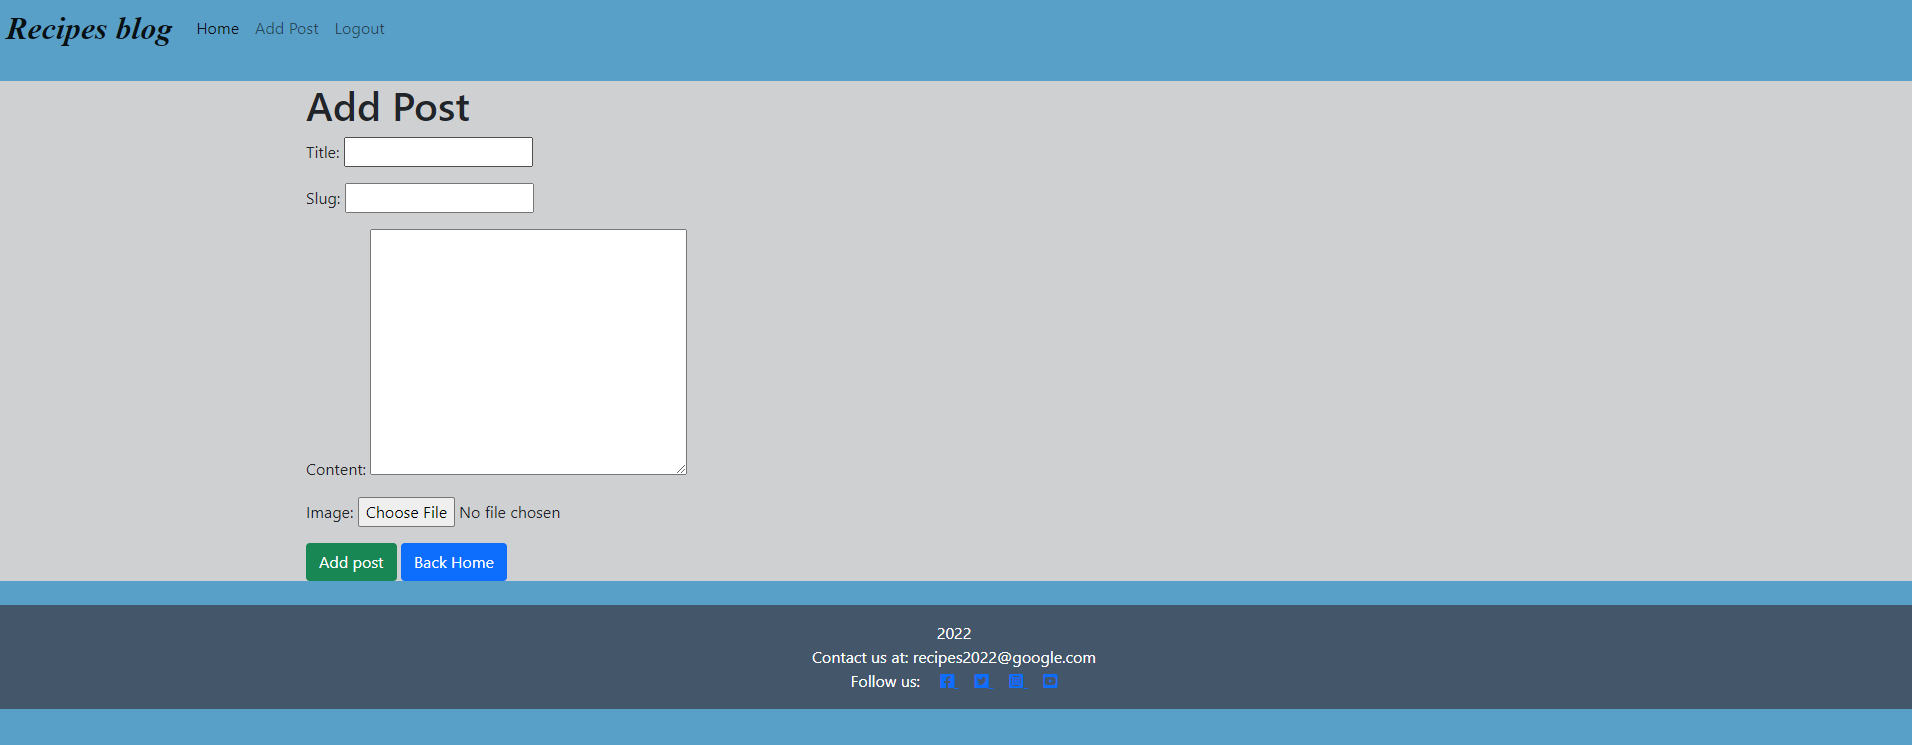 Recipes blog Home Add Post Logout
Add Post
Title:
Slug:
Content:
Image: Choose File No file chosen
Add post Back Home
2022
Contact us at: recipes2022@google.com
Follow us: